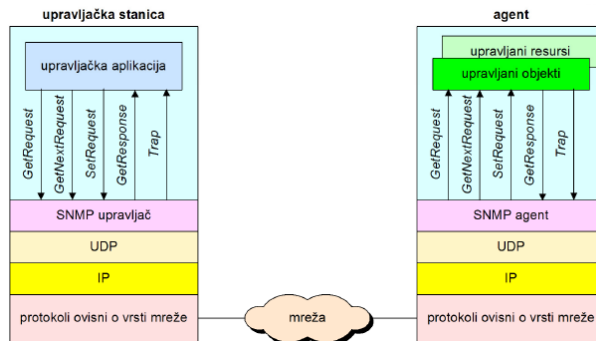 upravljačka stanica
upravljačka aplikacija
GetRequest
GetNextRequest
SetRequest
GetResponse
Trap
SNMP upravljač
UDP
IP
protokoli ovisni o vrsti mreže
mreža
agent
upravljani resursi
upravljani objekti
GetRequest
GetNextRequest
SetRequest
GetResponse
Trap
SNMP agent
UDP
IP
protokoli ovisni o vrsti mreže